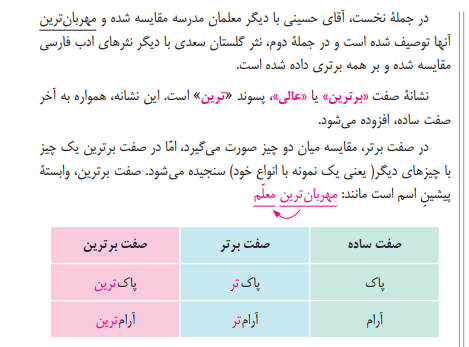 در جملهٔ نخست، آقای حسینی با دیگر معلمان مدرسه مقایسه شده و مهربان‌ترین
آنها توصیف شده است و در جملهٔ دوم، نثر گلستان سعدی با دیگر نثرهای ادب فارسی
مقایسه شده و بر همه برتری داده شده است.
نشانهٔ صفت «برترین» یا «عالی»، پسوند «ترین» است. این نشانه، همواره به آخر
صفت ساده، افزوده می‌شود.
در صفت برتر، مقایسه میان دو چیز صورت می‌گیرد، امّا در صفت برترین یک چیز
با چیزهای دیگر( یعنی یک نمونه با انواع خود) سنجیده می‌شود. صفت برترین، وابستهٔ
پیشینِ اسم است مانند: مهربان‌ترین معلّم
صفت ساده صفت برتر صفت برترین
پاک پاک تر پاک ترین
آرام آرام تر آرام ترین